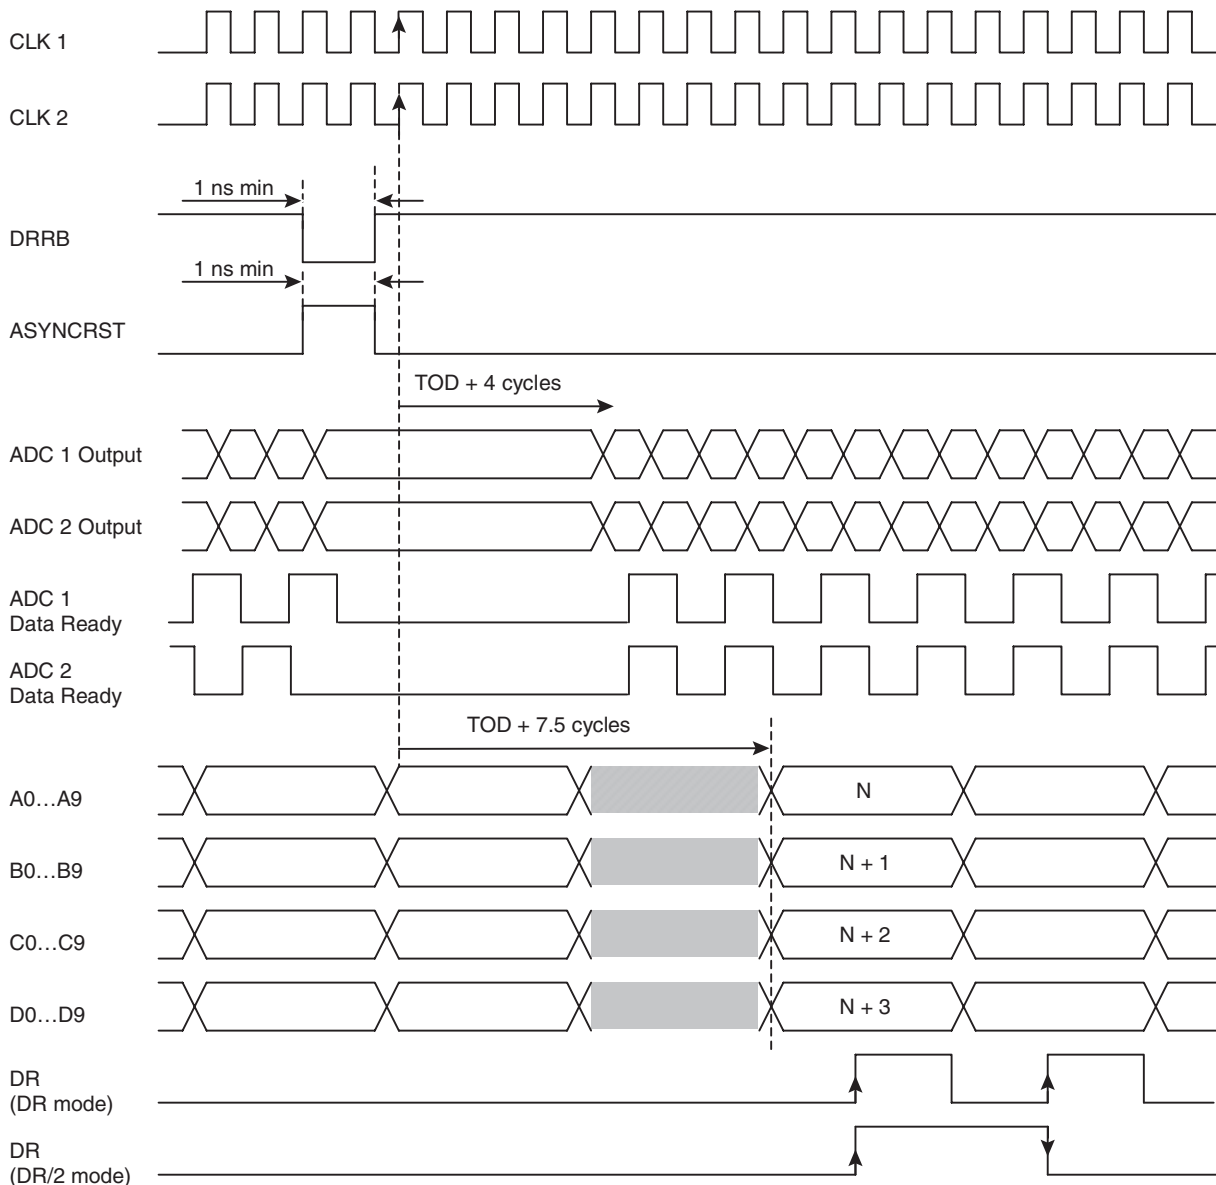 CLK 1
CLK 2
1 ns min
DRRB
1 ns min
ASYNCRST
TOD + 4 cycles
ADC 1 Output
ADC 2 Output
ADC 1
Data Ready
ADC 2
Data Ready
TOD + 7.5 cycles
A0...A9
N
B0...B9
N + 1
C0...C9
N + 2
D0...D9
N + 3
DR
(DR mode)
DR
(DR/2 mode)